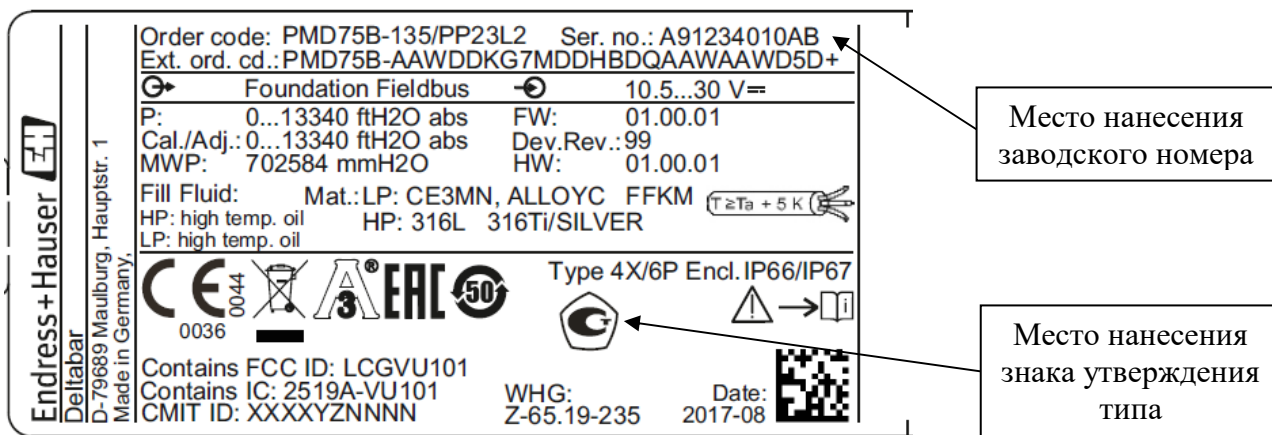 Order code: PMD75B-135/PP23L2 Ser. no.: A91234010AB
Ext. ord. cd.: PMD75B-AAWDDKG7MDDHBDQAAWAAWD5D+
Foundation Fieldbus 10.5...30 V
P: 0...13340 ftH2O abs FW: 01.00.01
Cal./Adj.: 0...13340 ftH2O abs Dev.Rev.: 99
MWP: 702584 mmH2O HW: 01.00.01
Fill Fluid: Mat.: LP: CE3MN, ALLOYC FFKM T≥Ta + 5 K
HP: high temp. oil HP: 316L 316Ti/SILVER
LP: high temp. oil
Type 4X/6P Encl. IP66/IP67
CE 0044 A3® EAC 50
0036
Contains FCC ID: LCGVU101
Contains IC: 2519A-VU101 WHG: Date:
CMIT ID: XXXXYZNNNN Z-65.19-235 2017-08
Endress+Hauser EH
Deltabar
D-79689 Maulburg, Hauptstr. 1
Made in Germany,
Место нанесения
заводского номера
Место нанесения
знака утверждения
типа